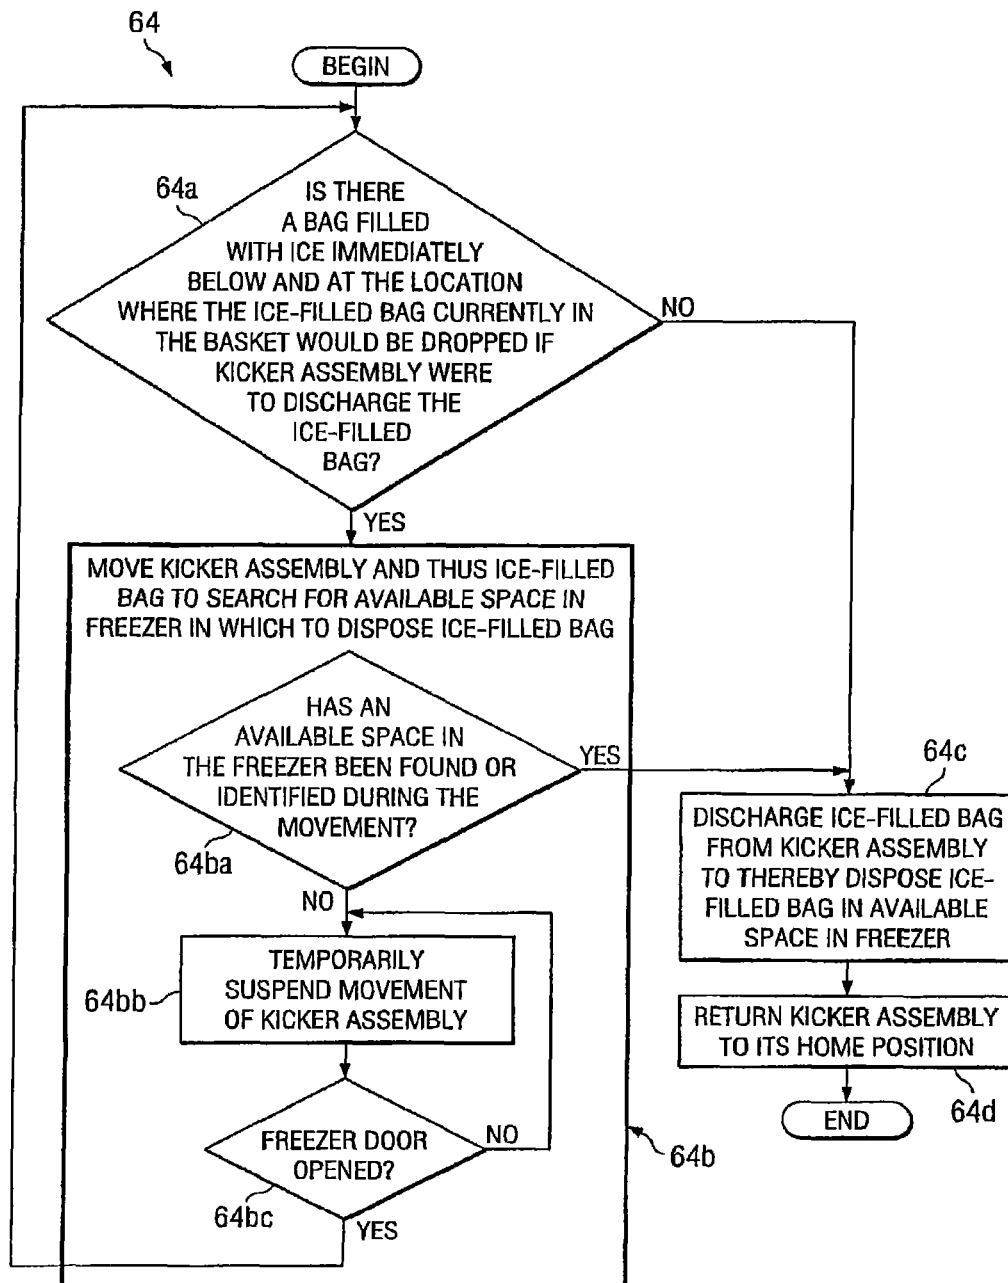 64
BEGIN
64a
IS THERE
A BAG FILLED
WITH ICE IMMEDIATELY
BELOW AND AT THE LOCATION
WHERE THE ICE-FILLED BAG CURRENTLY IN
THE BASKET WOULD BE DROPPED IF
KICKER ASSEMBLY WERE
TO DISCHARGE THE
ICE-FILLED
BAG?
NO
YES
MOVE KICKER ASSEMBLY AND THUS ICE-FILLED
BAG TO SEARCH FOR AVAILABLE SPACE IN
FREEZER IN WHICH TO DISPOSE ICE-FILLED BAG
HAS AN
AVAILABLE SPACE IN
THE FREEZER BEEN FOUND OR
IDENTIFIED DURING THE
MOVEMENT?
YES
64ba
NO
TEMPORARILY
SUSPEND MOVEMENT
OF KICKER ASSEMBLY
64bb
FREEZER DOOR
OPENED?
NO
64bc
YES
64b
64c
DISCHARGE ICE-FILLED BAG
FROM KICKER ASSEMBLY
TO THEREBY DISPOSE ICE-
FILLED BAG IN AVAILABLE
SPACE IN FREEZER
RETURN KICKER ASSEMBLY
TO ITS HOME POSITION
64d
END